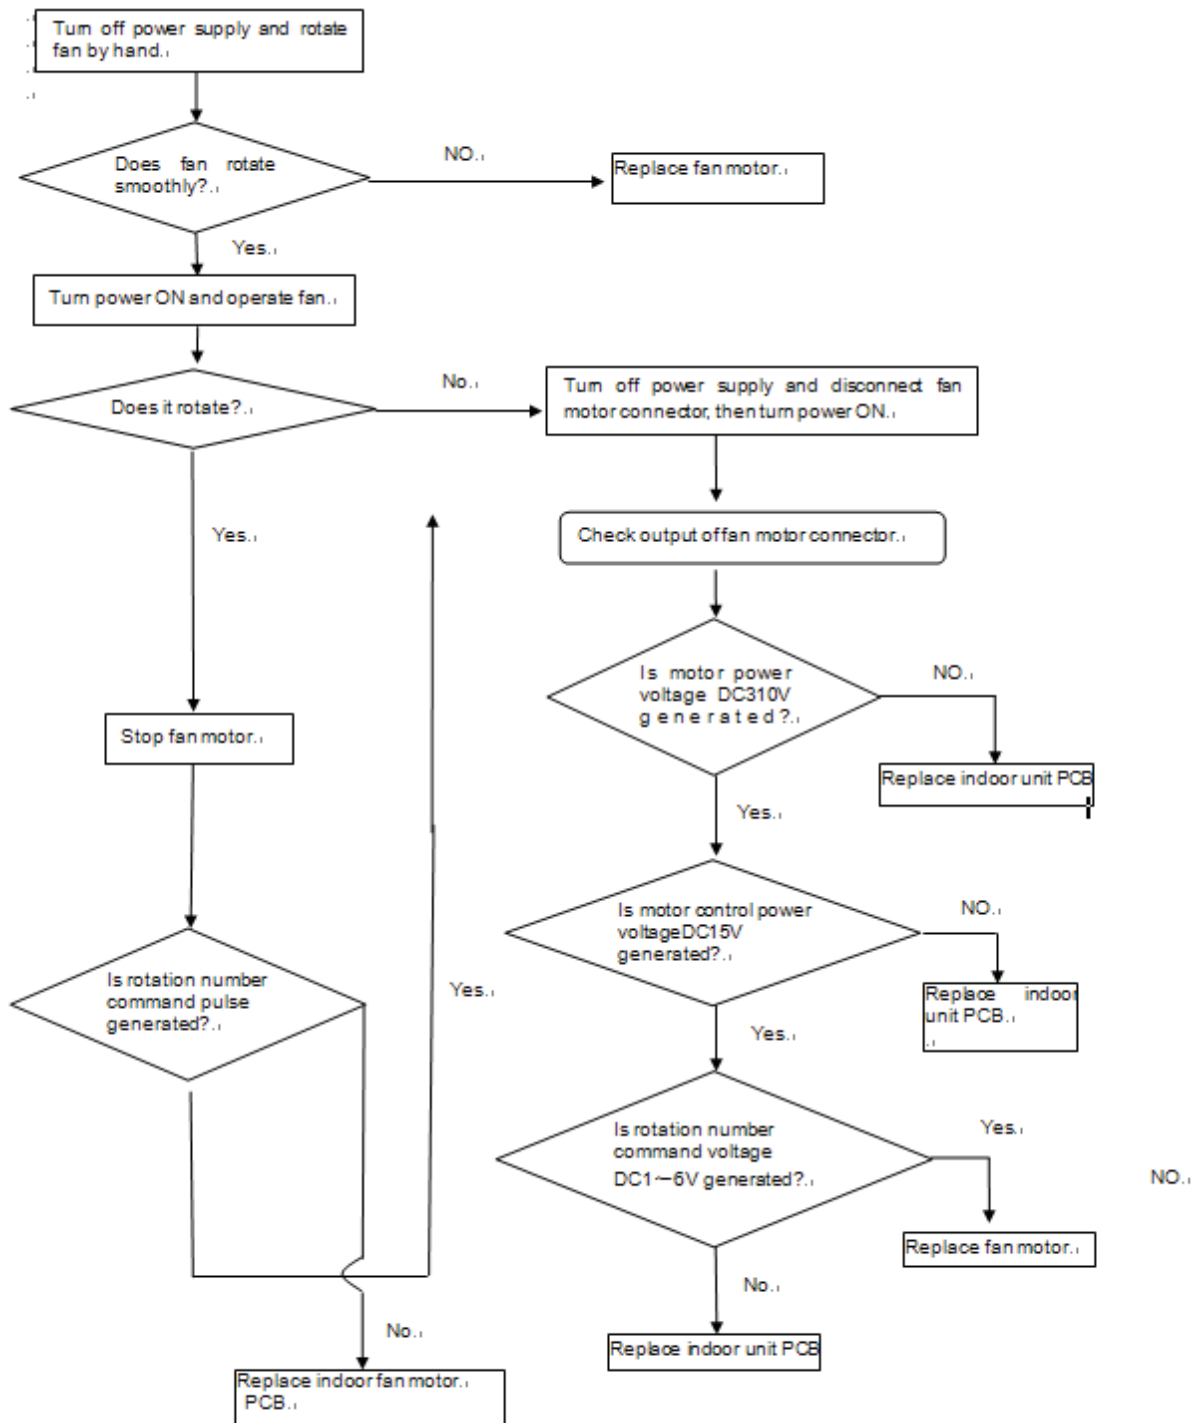 Turn off power supply and rotate
fan by hand.
Does fan rotate
smoothly?
NO.
Replace fan motor.
Yes.
Turn power ON and operate fan.
Does it rotate?
No.
Turn off power supply and disconnect fan
motor connector, then turn power ON.
Yes.
Check output of fan motor connector.
Is motor power
voltage DC310V
generated?
NO.
Replace indoor unit PCB
Stop fan motor.
Yes.
Is motor control power
voltageDC15V
generated?
NO.
Replace indoor
unit PCB.
Is rotation number
command pulse
generated?
Yes.
Yes.
Is rotation number
command voltage
DC1~6V generated?
Yes.
NO.
Replace fan motor.
No.
Replace indoor unit PCB
No.
Replace indoor fan motor.
PCB.